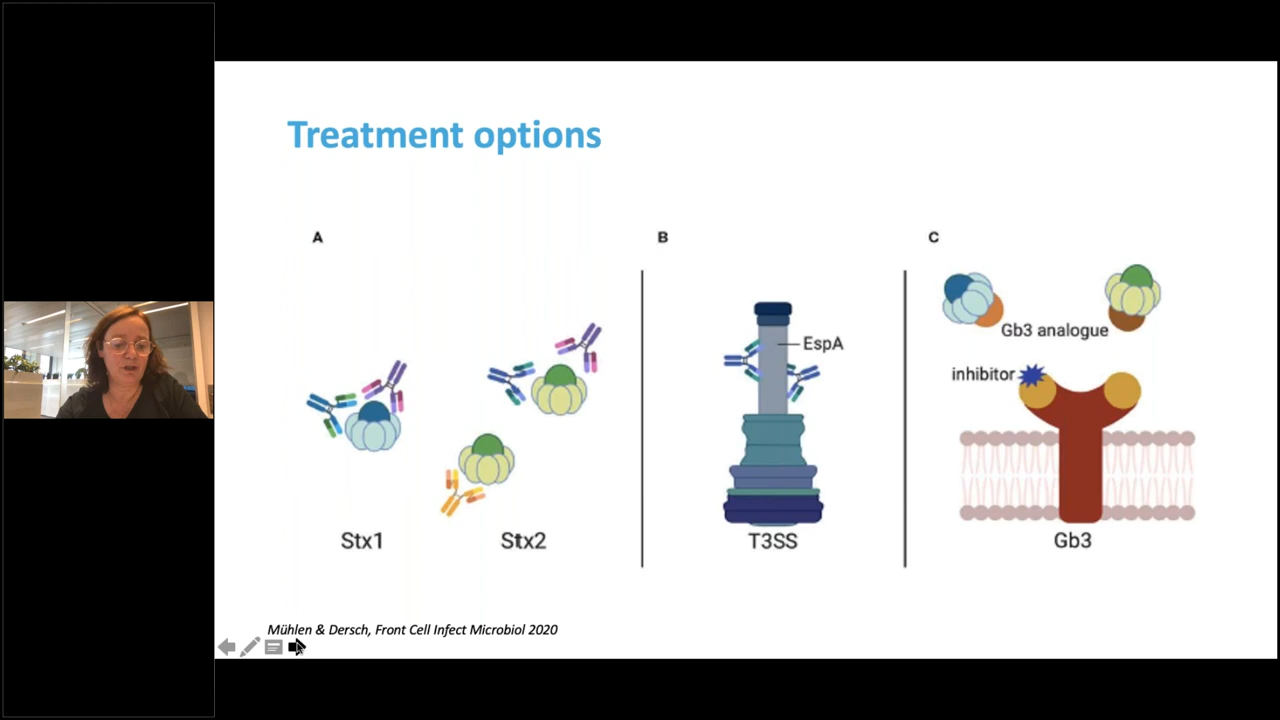 Treatment options
A
B
C
EspA
Gb3 analogue
inhibitor
Stx1
Stx2
T3SS
Gb3
Mühlen & Dersch, Front Cell Infect Microbiol 2020